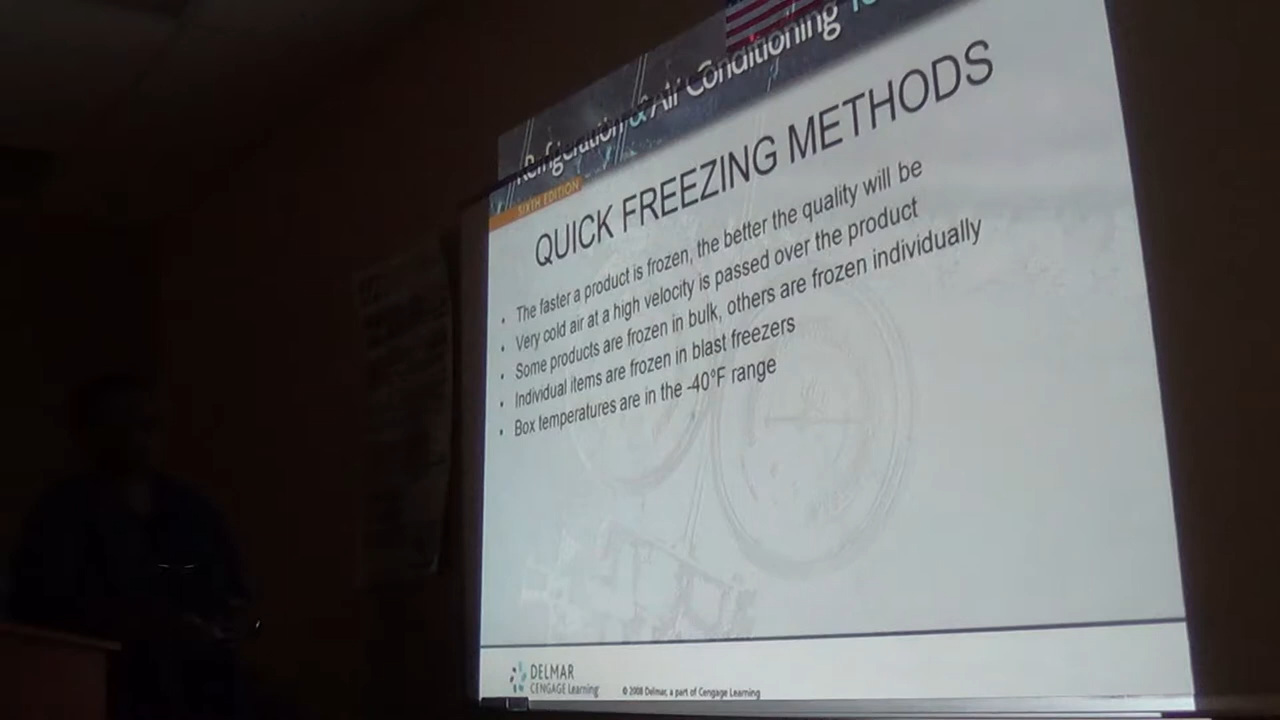 Refrigeration & Air Conditioning
SIXTH EDITION
QUICK FREEZING METHODS
• The faster a product is frozen, the better the quality will be
• Very cold air at a high velocity is passed over the product
• Some products are frozen in bulk, others are frozen individually
• Individual items are frozen in blast freezers
• Box temperatures are in the -40°F range
DELMAR
CENGAGE Learning
© 2008 Delmar, a part of Cengage Learning